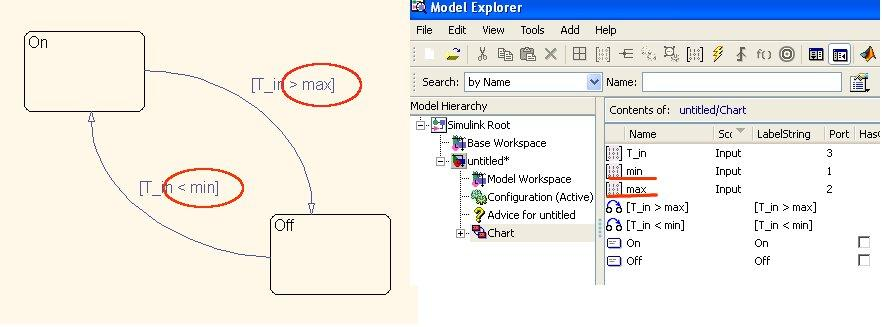 On
[T_in > max]
[T_in < min]
Off
Model Explorer
File Edit View Tools Add Help
Search: by Name Name:
Model Hierarchy
Simulink Root
Base Workspace
untitled*
Model Workspace
Configuration (Active)
Advice for untitled
Chart
Contents of: untitled/Chart
Name Sco LabelString Port HasO
T_in Input 3
min Input 1
max Input 2
[T_in > max] [T_in > max]
[T_in < min] [T_in < min]
On On
Off Off